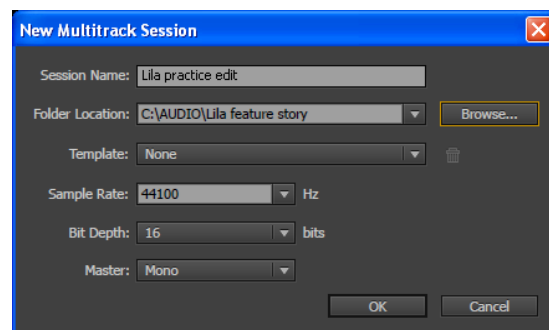 New Multitrack Session
Session Name: Lila practice edit
Folder Location: C:\AUDIO\Lila feature story Browse...
Template: None
Sample Rate: 44100 Hz
Bit Depth: 16 bits
Master: Mono
OK Cancel